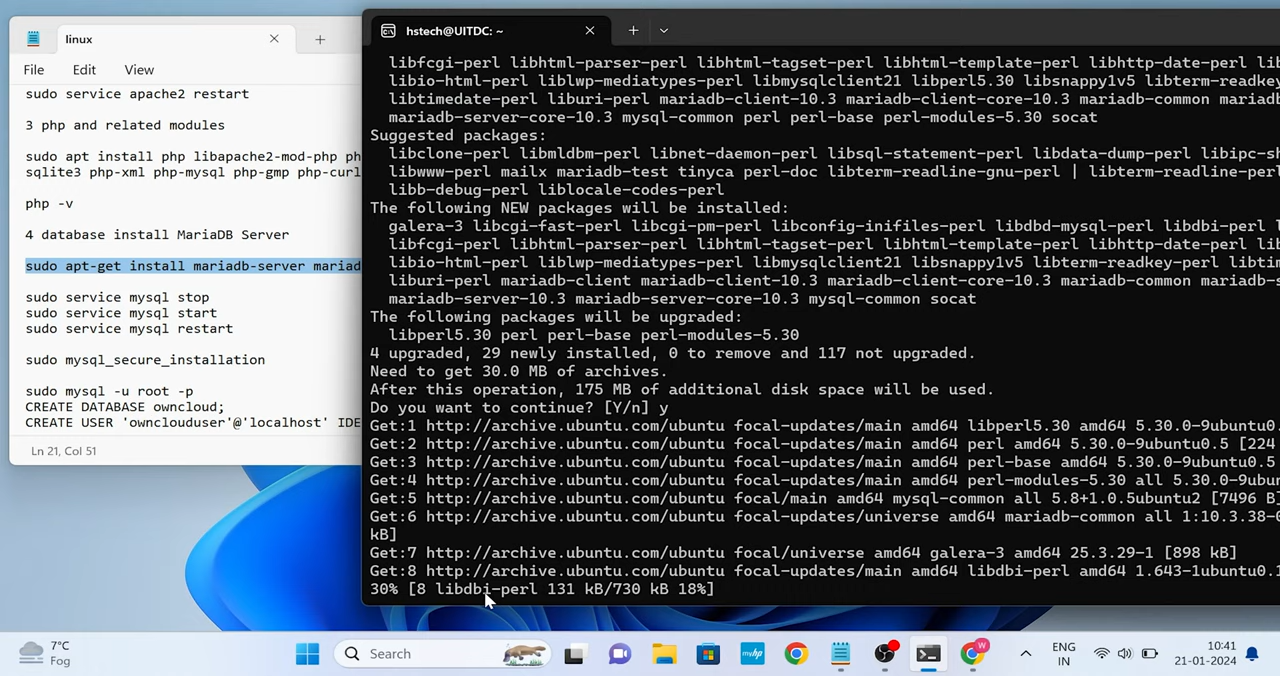 linux
File Edit View
sudo service apache2 restart
3 php and related modules
sudo apt install php libapache2-mod-php ph
sqlite3 php-xml php-mysql php-gmp php-curl
php -v
4 database install MariaDB Server
sudo apt-get install mariadb-server mariad
sudo service mysql stop
sudo service mysql start
sudo service mysql restart
sudo mysql_secure_installation
sudo mysql -u root -p
CREATE DATABASE owncloud;
CREATE USER 'ownclouduser'@'localhost' IDE
Ln 21, Col 51
hstech@UITDC: ~
libfcgi-perl libhtml-parser-perl libhtml-tagset-perl libhtml-template-perl libhttp-date-perl lib
libio-html-perl liblwp-mediatypes-perl libmysqlclient21 libperl5.30 libsnappy1v5 libterm-readkey
libtimedate-perl liburi-perl mariadb-client-10.3 mariadb-client-core-10.3 mariadb-common mariad
mariadb-server-core-10.3 mysql-common perl perl-base perl-modules-5.30 socat
Suggested packages:
libclone-perl libmldbm-perl libnet-daemon-perl libsql-statement-perl libdata-dump-perl libipc-sh
libwww-perl mailx mariadb-test tinyca perl-doc libterm-readline-gnu-perl | libterm-readline-perl
libb-debug-perl liblocale-codes-perl
The following NEW packages will be installed:
galera-3 libcgi-fast-perl libcgi-pm-perl libconfig-inifiles-perl libdbd-mysql-perl libdbi-perl l
libfcgi-perl libhtml-parser-perl libhtml-tagset-perl libhtml-template-perl libhttp-date-perl lib
libio-html-perl liblwp-mediatypes-perl libmysqlclient21 libsnappy1v5 libterm-readkey-perl libtim
liburi-perl mariadb-client mariadb-client-10.3 mariadb-client-core-10.3 mariadb-common mariadb-s
mariadb-server-10.3 mariadb-server-core-10.3 mysql-common socat
The following packages will be upgraded:
libperl5.30 perl perl-base perl-modules-5.30
4 upgraded, 29 newly installed, 0 to remove and 117 not upgraded.
Need to get 30.0 MB of archives.
After this operation, 175 MB of additional disk space will be used.
Do you want to continue? [Y/n] y
Get:1 http://archive.ubuntu.com/ubuntu focal-updates/main amd64 libperl5.30 amd64 5.30.0-9ubuntu0.
Get:2 http://archive.ubuntu.com/ubuntu focal-updates/main amd64 perl amd64 5.30.0-9ubuntu0.5 [224
Get:3 http://archive.ubuntu.com/ubuntu focal-updates/main amd64 perl-base amd64 5.30.0-9ubuntu0.5
Get:4 http://archive.ubuntu.com/ubuntu focal-updates/main amd64 perl-modules-5.30 all 5.30.0-9ubu
Get:5 http://archive.ubuntu.com/ubuntu focal/main amd64 mysql-common all 5.8+1.0.5ubuntu2 [7496 B]
Get:6 http://archive.ubuntu.com/ubuntu focal-updates/universe amd64 mariadb-common all 1:10.3.38-0
kB]
Get:7 http://archive.ubuntu.com/ubuntu focal/universe amd64 galera-3 amd64 25.3.29-1 [898 kB]
Get:8 http://archive.ubuntu.com/ubuntu focal-updates/main amd64 libdbi-perl amd64 1.643-1ubuntu0.1
30% [8 libdbi-perl 131 kB/730 kB 18%]
7°C
Fog
Search
myhp
W
ENG
IN
10:41
21-01-2024